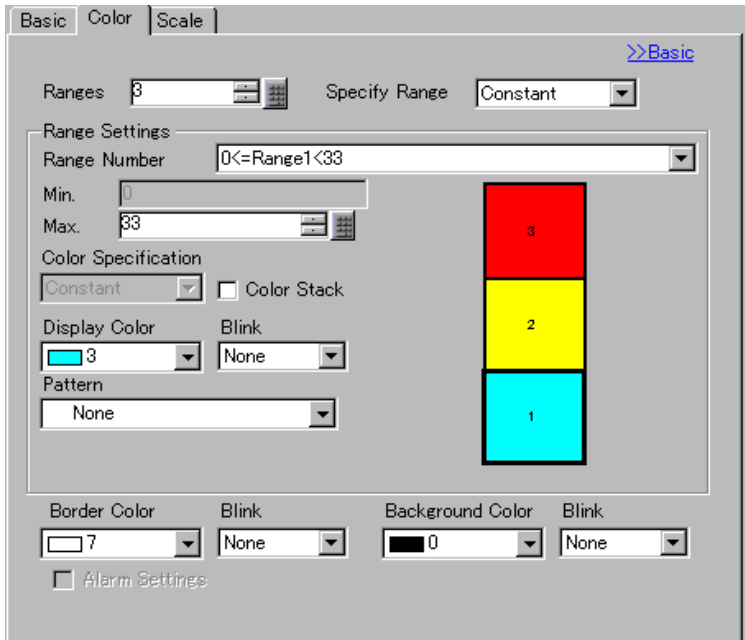 Basic Color Scale
>>Basic
Ranges 3 Specify Range Constant
Range Settings
Range Number 0<=Range1<33
Min. 0
Max. 33
3
Color Specification
Constant Color Stack
2
Display Color Blink
3 None
Pattern
None
1
Border Color Blink Background Color Blink
7 None 0 None
Alarm Settings